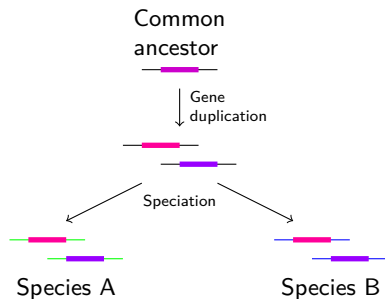 Common
ancestor
Gene
duplication
Speciation
Species A
Species B